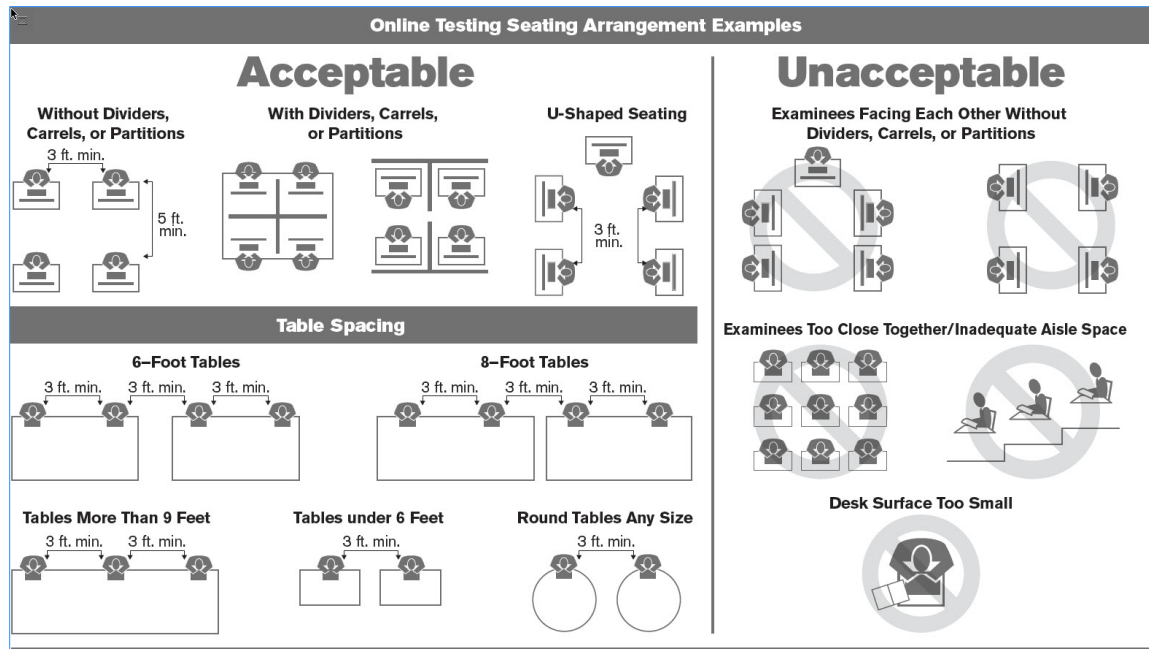 Online Testing Seating Arrangement Examples
Acceptable
Without Dividers,
Carrels, or Partitions
3 ft. min.
5 ft.
min.
With Dividers, Carrels,
or Partitions
U-Shaped Seating
3 ft.
min.
Table Spacing
6–Foot Tables
3 ft. min. 3 ft. min. 3 ft. min.
8–Foot Tables
3 ft. min. 3 ft. min. 3 ft. min.
Tables More Than 9 Feet
3 ft. min. 3 ft. min.
Tables under 6 Feet
3 ft. min.
Round Tables Any Size
3 ft. min.
Unacceptable
Examinees Facing Each Other Without
Dividers, Carrels, or Partitions
Examinees Too Close Together/Inadequate Aisle Space
Desk Surface Too Small